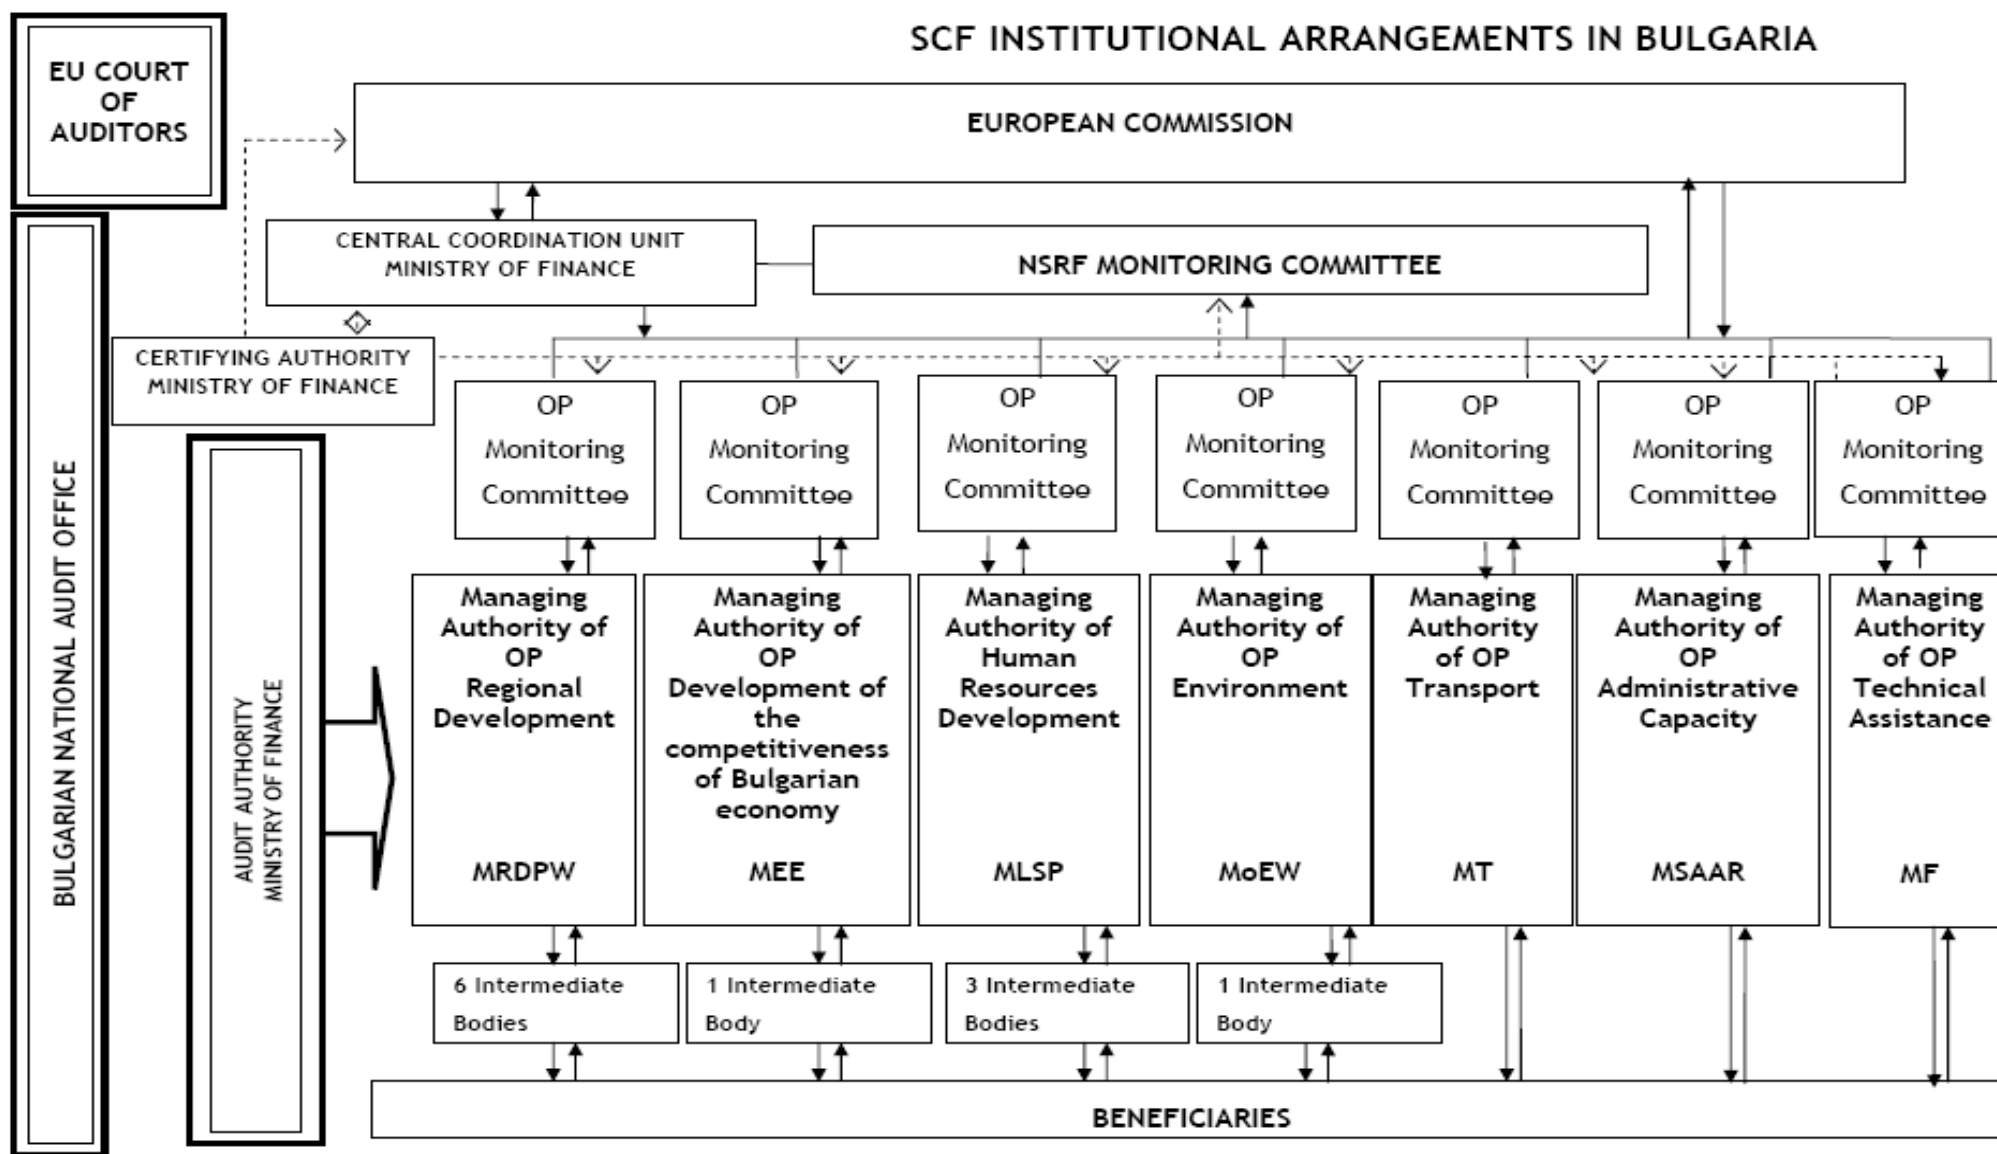 SCF INSTITUTIONAL ARRANGEMENTS IN BULGARIA
EU COURT
OF
AUDITORS
EUROPEAN COMMISSION
CENTRAL COORDINATION UNIT
MINISTRY OF FINANCE
NSRF MONITORING COMMITTEE
CERTIFYING AUTHORITY
MINISTRY OF FINANCE
BULGARIAN NATIONAL AUDIT OFFICE
AUDIT AUTHORITY
MINISTRY OF FINANCE
OP
Monitoring
Committee
OP
Monitoring
Committee
OP
Monitoring
Committee
OP
Monitoring
Committee
OP
Monitoring
Committee
OP
Monitoring
Committee
OP
Monitoring
Committee
Managing
Authority of
OP
Regional
Development
MRDPW
Managing
Authority of
OP
Development of
the
competitiveness
of Bulgarian
economy
MEE
Managing
Authority of
Human
Resources
Development
MLSP
Managing
Authority of
OP
Environment
MoEW
Managing
Authority
of OP
Transport
MT
Managing
Authority of
OP
Administrative
Capacity
MSAAR
Managing
Authority
of OP
Technical
Assistance
MF
6 Intermediate
Bodies
1 Intermediate
Body
3 Intermediate
Bodies
1 Intermediate
Body
BENEFICIARIES